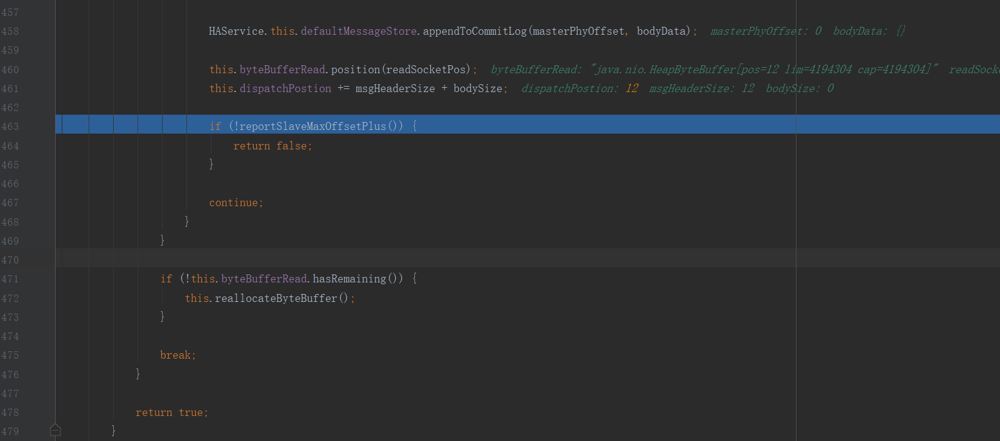 457
458 HAService.this.defaultMessageStore.appendToCommitLog(masterPhyOffset, bodyData); masterPhyOffset: 0 bodyData: {}
459
460 this.byteBufferRead.position(readSocketPos); byteBufferRead: "java.nio.HeapByteBuffer[pos=12 lim=4194304 cap=4194304]" readSock
461 this.dispatchPostion += msgHeaderSize + bodySize; dispatchPostion: 12 msgHeaderSize: 12 bodySize: 0
462
463 if (!reportSlaveMaxOffsetPlus()) {
464 return false;
465 }
466
467 continue;
468 }
469 }
470
471 if (!this.byteBufferRead.hasRemaining()) {
472 this.reallocateByteBuffer();
473 }
474
475 break;
476 }
477
478 return true;
479 }